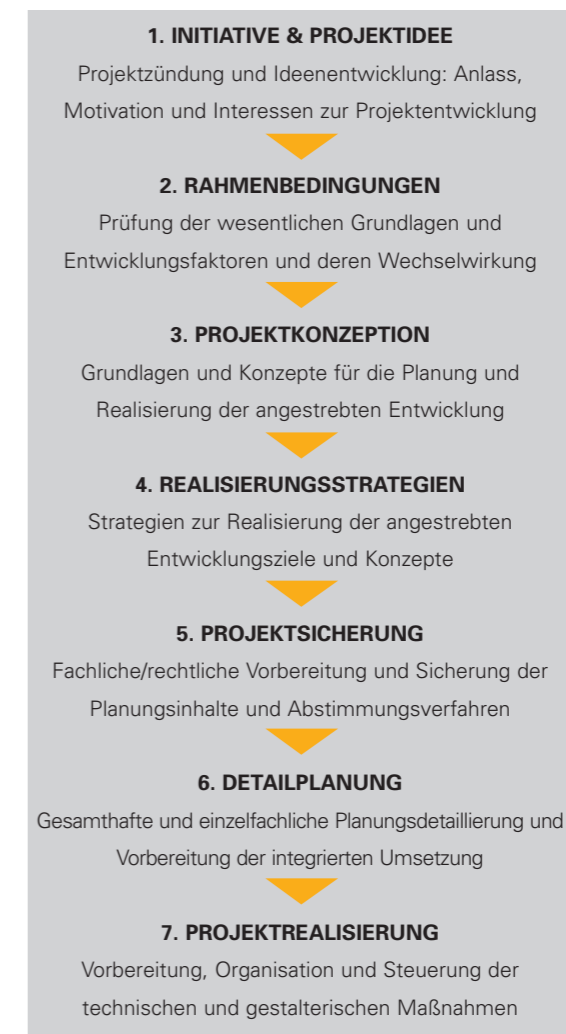 1. INITIATIVE & PROJEKTIDEE
Projektzündung und Ideenentwicklung: Anlass,
Motivation und Interessen zur Projektentwicklung
2. RAHMENBEDINGUNGEN
Prüfung der wesentlichen Grundlagen und
Entwicklungsfaktoren und deren Wechselwirkung
3. PROJEKTKONZEPTION
Grundlagen und Konzepte für die Planung und
Realisierung der angestrebten Entwicklung
4. REALISIERUNGSSTRATEGIEN
Strategien zur Realisierung der angestrebten
Entwicklungsziele und Konzepte
5. PROJEKTSICHERUNG
Fachliche/rechtliche Vorbereitung und Sicherung der
Planungsinhalte und Abstimmungsverfahren
6. DETAILPLANUNG
Gesamthafte und einzelfachliche Planungsdetaillierung und
Vorbereitung der integrierten Umsetzung
7. PROJEKTREALISIERUNG
Vorbereitung, Organisation und Steuerung der
technischen und gestalterischen Maßnahmen